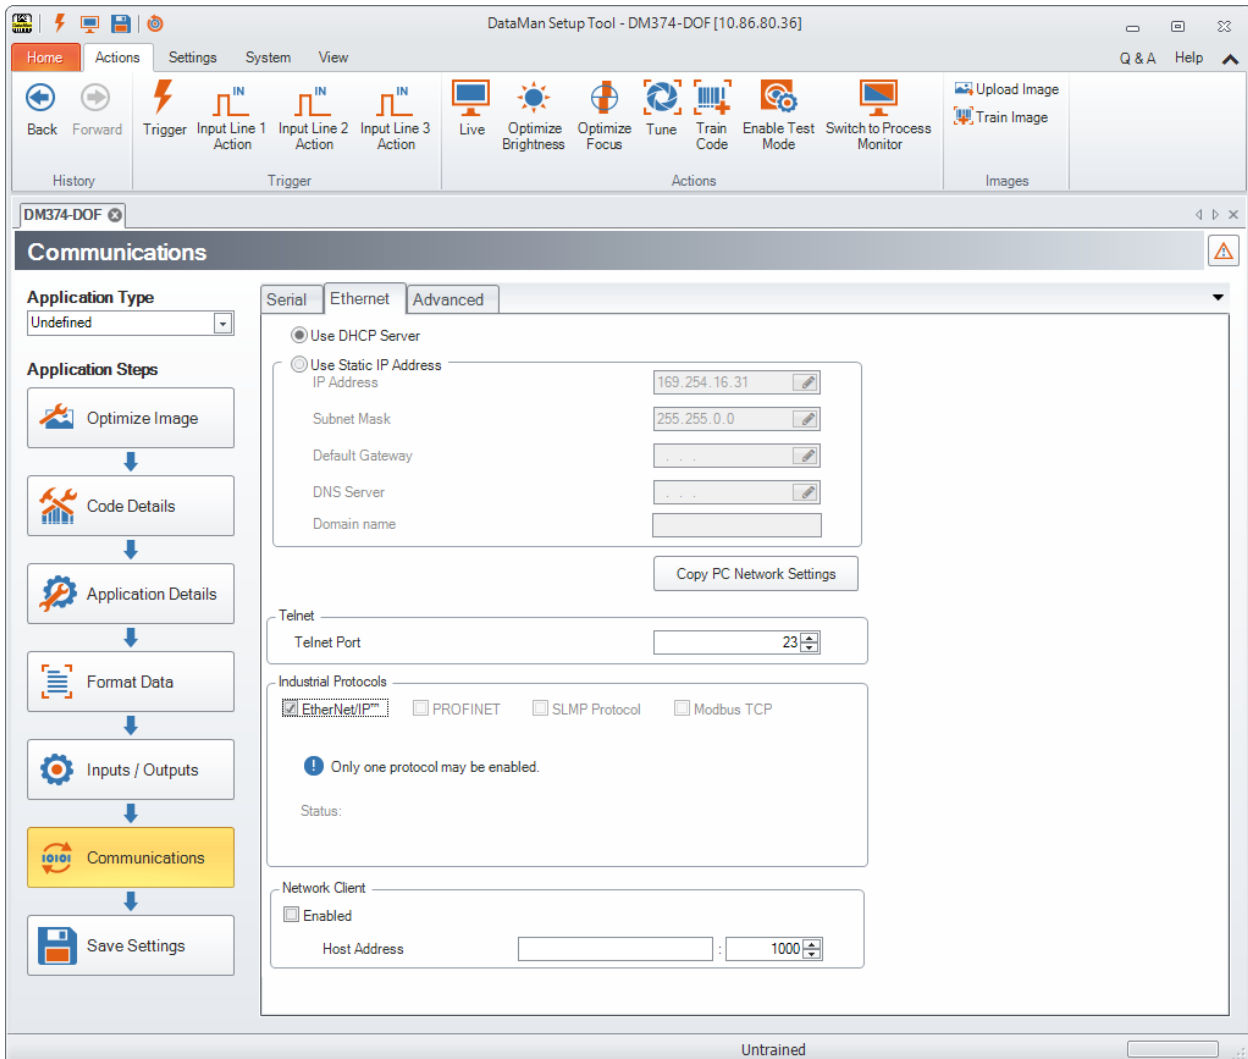 DataMan Setup Tool - DM374-DOF [10.86.80.36]
Home Actions Settings System View Q & A Help
Back Forward
History
Trigger
Input Line 1 Action
Input Line 2 Action
Input Line 3 Action
Trigger
Live
Optimize Brightness
Optimize Focus
Tune
Train Code
Enable Test Mode
Switch to Process Monitor
Actions
Upload Image
Train Image
Images
DM374-DOF
Communications
Application Type
Undefined
Application Steps
Optimize Image
Code Details
Application Details
Format Data
Inputs / Outputs
Communications
Save Settings
Serial Ethernet Advanced
Use DHCP Server
Use Static IP Address
IP Address 169.254.16.31
Subnet Mask 255.255.0.0
Default Gateway . . .
DNS Server . . .
Domain name
Copy PC Network Settings
Telnet
Telnet Port 23
Industrial Protocols
EtherNet/IP™ PROFINET SLMP Protocol Modbus TCP
Only one protocol may be enabled.
Status:
Network Client
Enabled
Host Address : 1000
Untrained